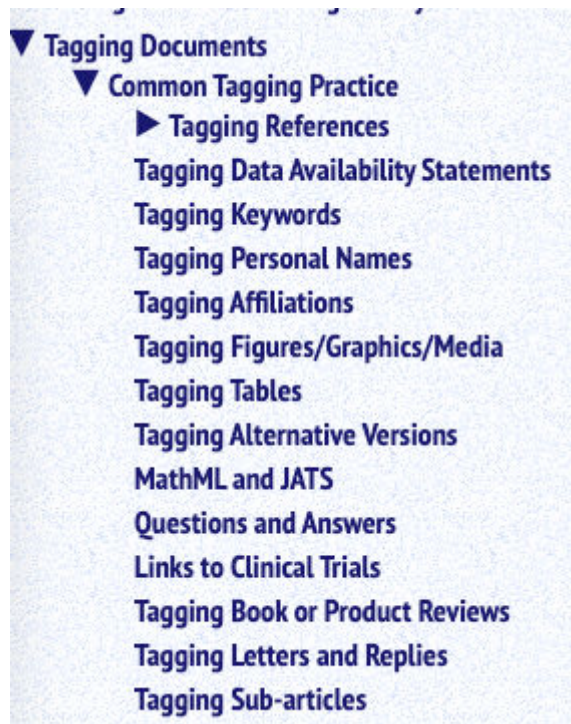 Tagging Documents
Common Tagging Practice
Tagging References
Tagging Data Availability Statements
Tagging Keywords
Tagging Personal Names
Tagging Affiliations
Tagging Figures/Graphics/Media
Tagging Tables
Tagging Alternative Versions
MathML and JATS
Questions and Answers
Links to Clinical Trials
Tagging Book or Product Reviews
Tagging Letters and Replies
Tagging Sub-articles